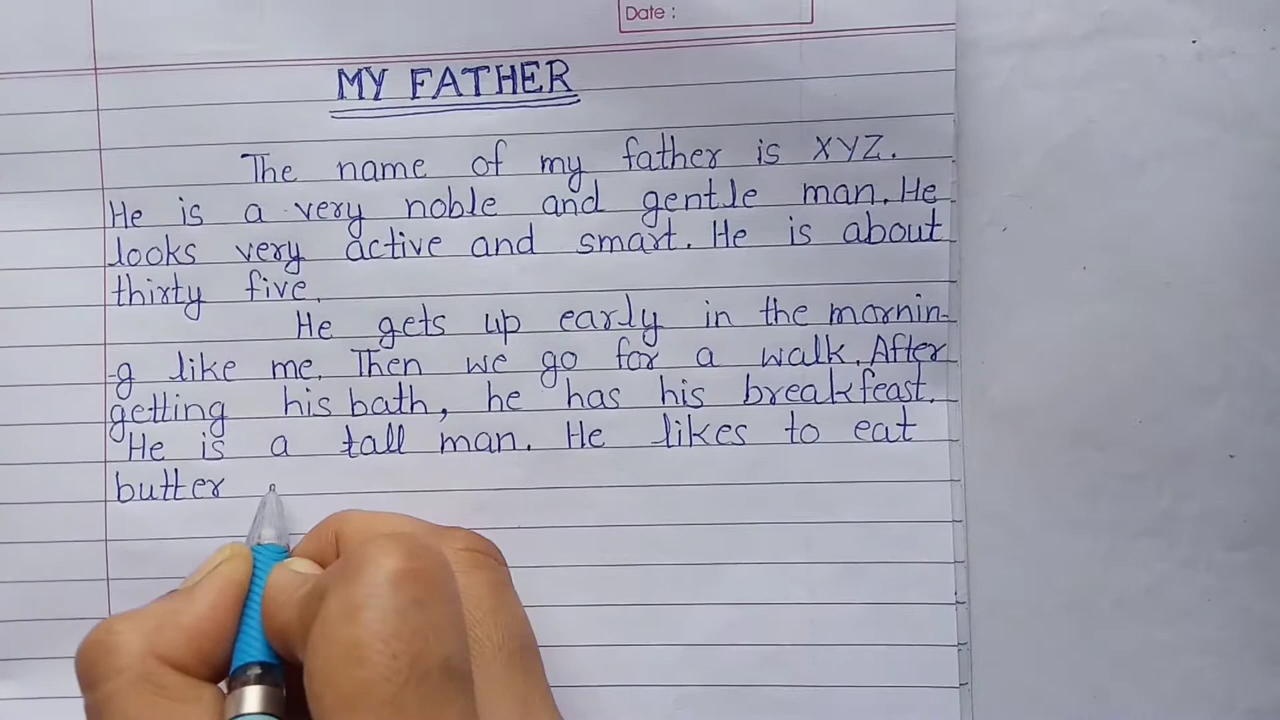 Date :
MY FATHER
The name of my father is XYZ.
He is a very noble and gentle man. He
looks very active and smart. He is about
thirty five.
He gets up early in the mornin-
-g like me. Then we go for a walk. After
getting his bath, he has his breakfeast.
He is a tall man. He likes to eat
butter